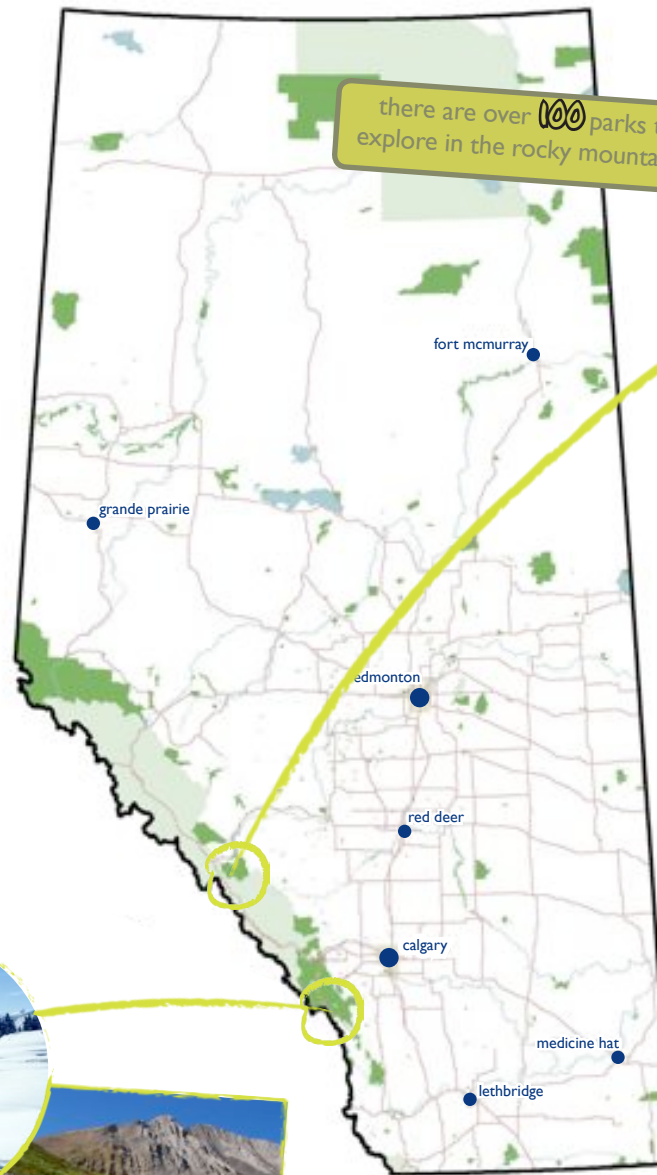 there are over 100 parks
explore in the rocky
fort mcmurray
grande prairie
edmonton
red deer
calgary
medicine hat
lethbridge